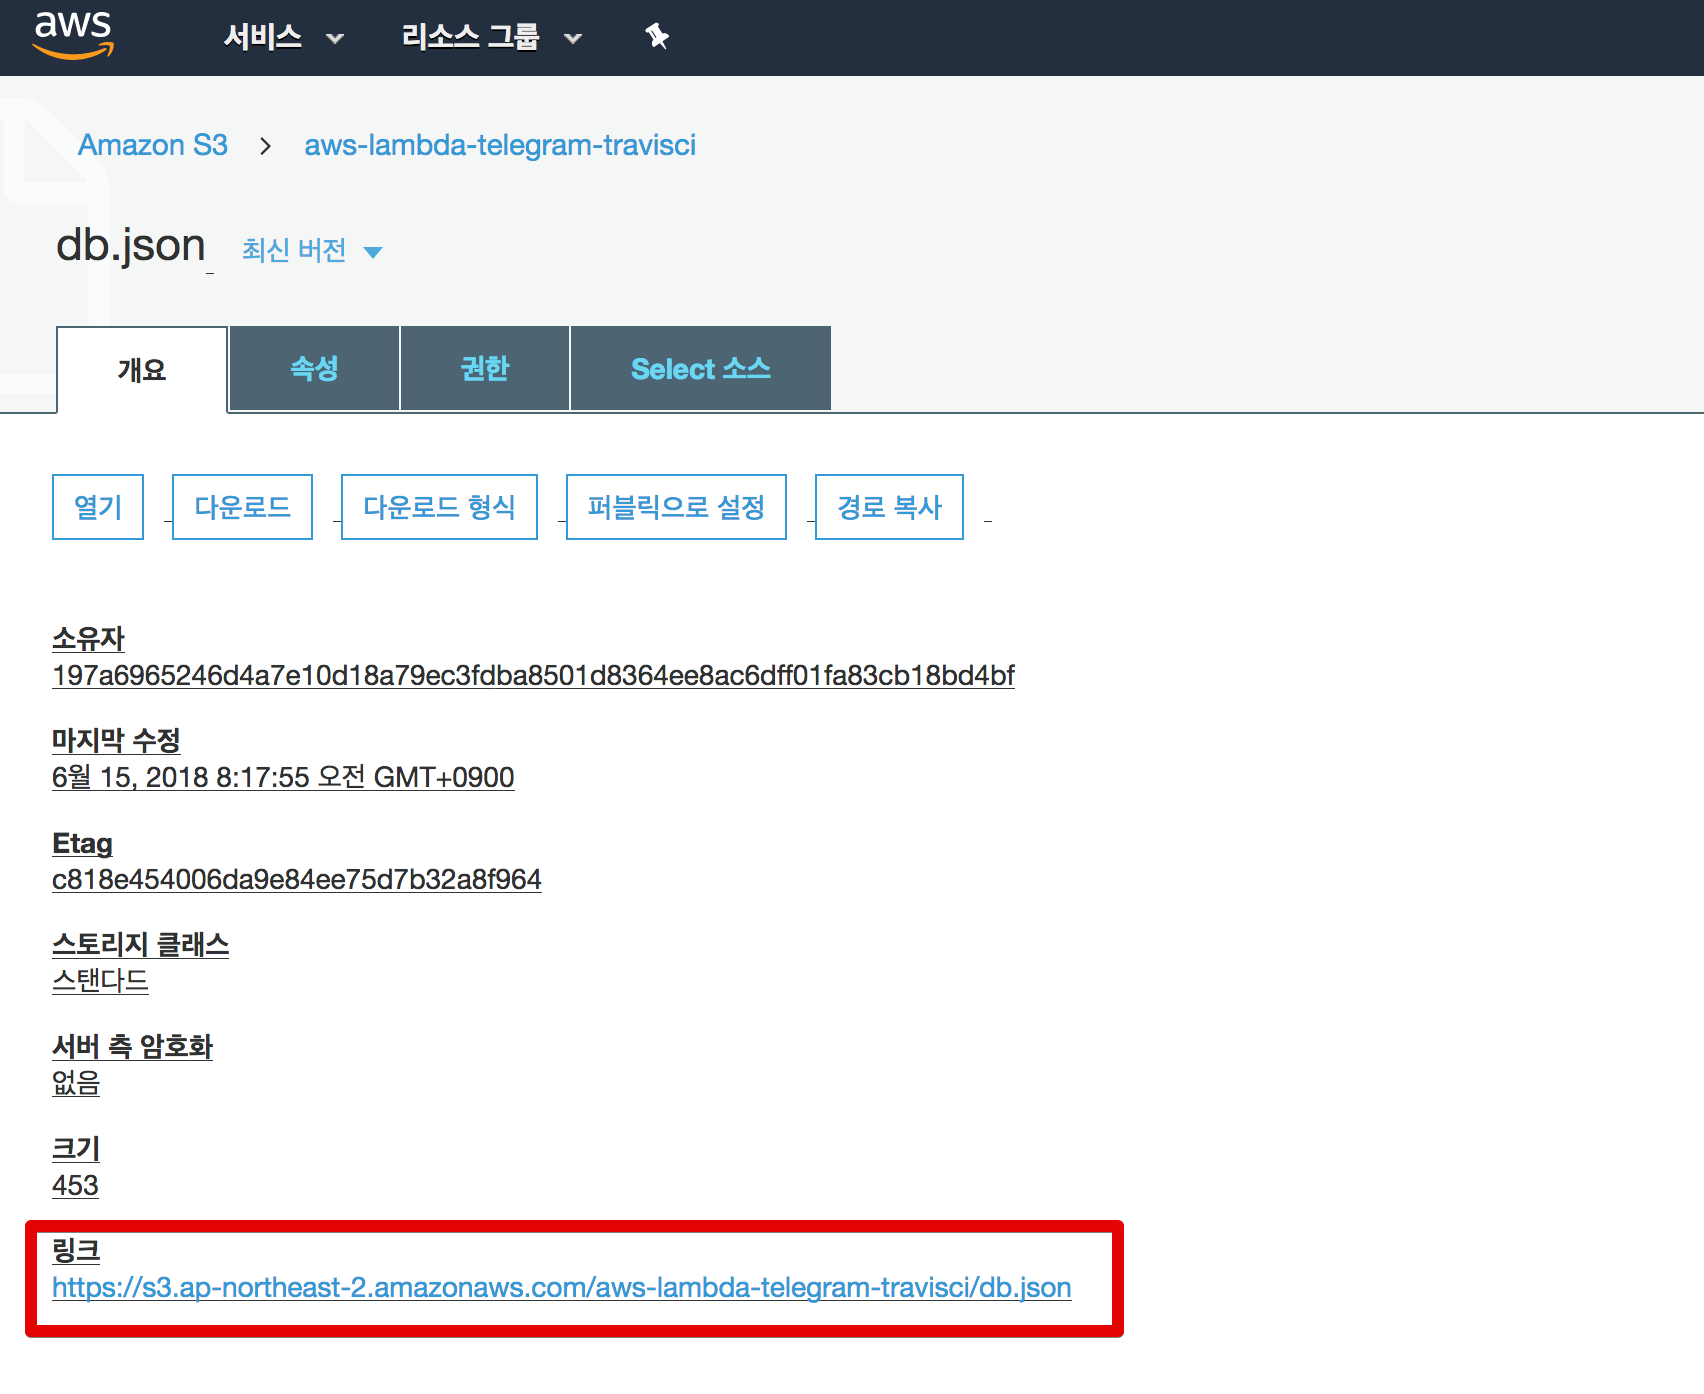 aws 서비스 리소스 그룹
Amazon S3 > aws-lambda-telegram-travisci
db.json 최신 버전
개요 속성 권한 Select 소스
열기 다운로드 다운로드 형식 퍼블릭으로 설정 경로 복사
소유자
197a6965246d4a7e10d18a79ec3fdba8501d8364ee8ac6dff01fa83cb18bd4bf
마지막 수정
6월 15, 2018 8:17:55 오전 GMT+0900
Etag
c818e454006da9e84ee75d7b32a8f964
스토리지 클래스
스탠다드
서버 측 암호화
없음
크기
453
링크
https://s3.ap-northeast-2.amazonaws.com/aws-lambda-telegram-travisci/db.json